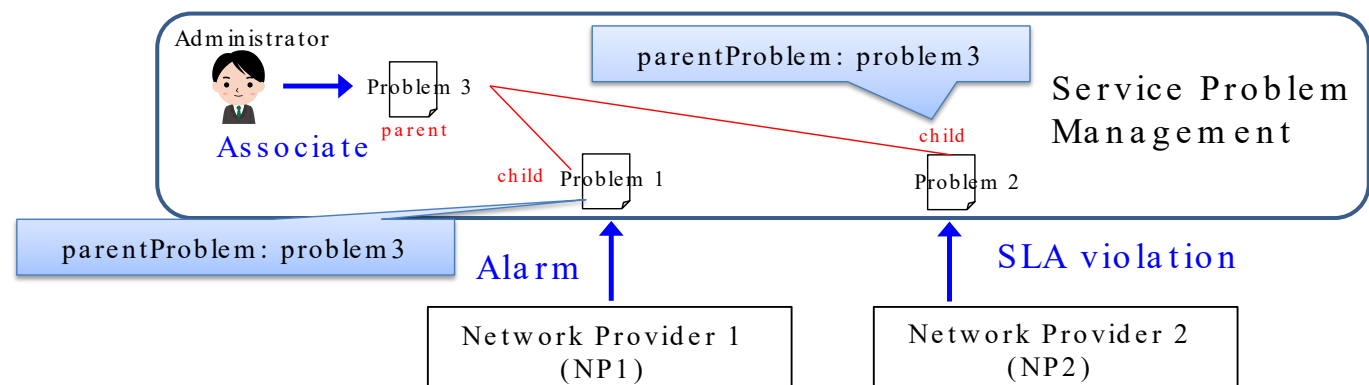 Administrator
parentProblem: problem3
Service Problem
Management
Problem 3
parent
Associate
child
child
Problem 1
Problem 2
parentProblem: problem3
Alarm
SLA violation
Network Provider 1
(NP1)
Network Provider 2
(NP2)